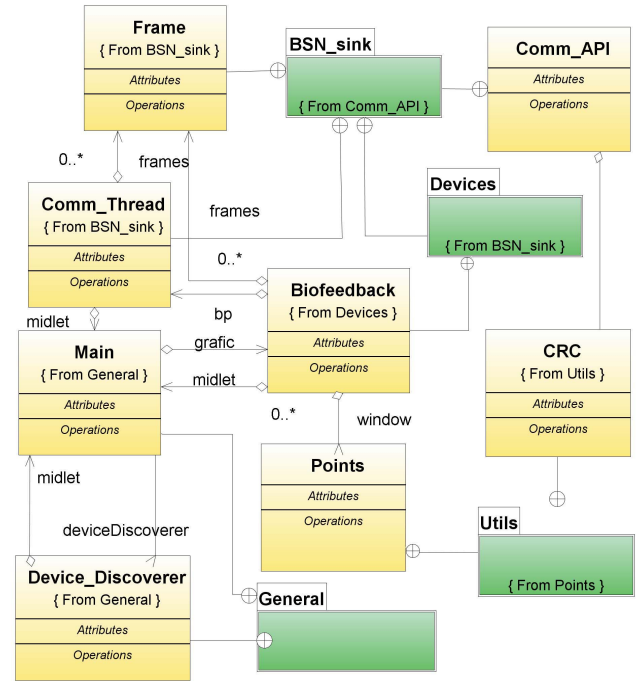 Frame
{ From BSN_sink }
Attributes
Operations
BSN_sink
{ From Comm_API }
Comm_API
Attributes
Operations
0..*
frames
Comm_Thread
{ From BSN_sink }
Attributes
Operations
frames
0..*
Devices
{ From BSN_sink }
midlet
bp
grafic
midlet
Biofeedback
{ From Devices }
Attributes
Operations
Main
{ From General }
Attributes
Operations
CRC
{ From Utils }
Attributes
Operations
0..*
window
midlet
deviceDiscoverer
Points
Attributes
Operations
Utils
{ From Points }
Device_Discoverer
{ From General }
Attributes
Operations
General